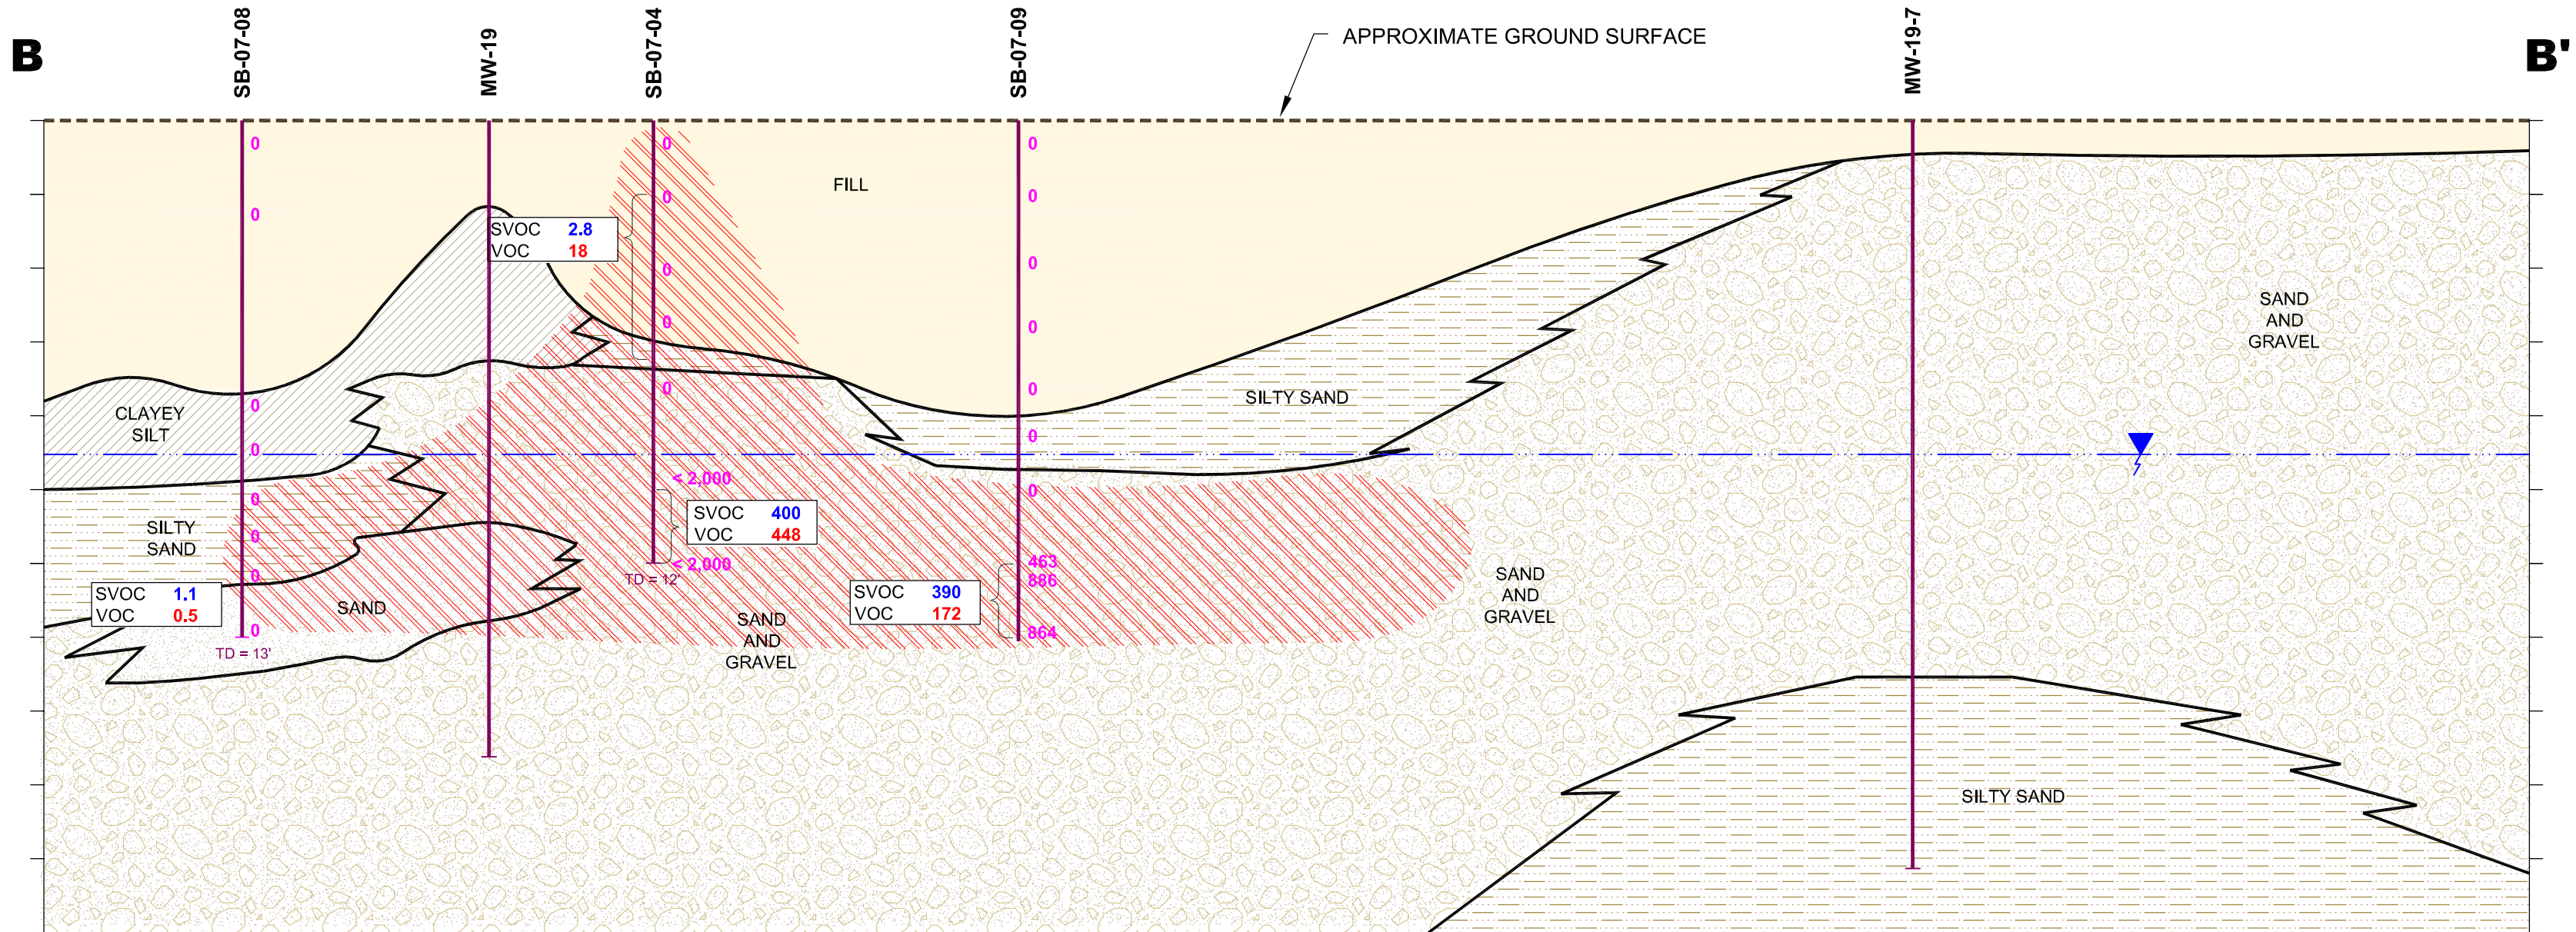 B
SB-07-08
MW-19
SB-07-04
SB-07-09
APPROXIMATE GROUND SURFACE
MW-19-7
B'
0
0
0
0
0
0
0
0
TD = 13'
0
0
0
0
0
< 2,000
< 2,000
TD = 12'
0
0
0
0
0
0
0
463
886
864
FILL
SVOC 2.8
VOC 18
CLAYEY
SILT
SILTY SAND
SAND
AND
GRAVEL
SILTY
SAND
SVOC 400
VOC 448
SVOC 1.1
VOC 0.5
SAND
SVOC 390
VOC 172
SAND
AND
GRAVEL
SAND
AND
GRAVEL
SILTY SAND